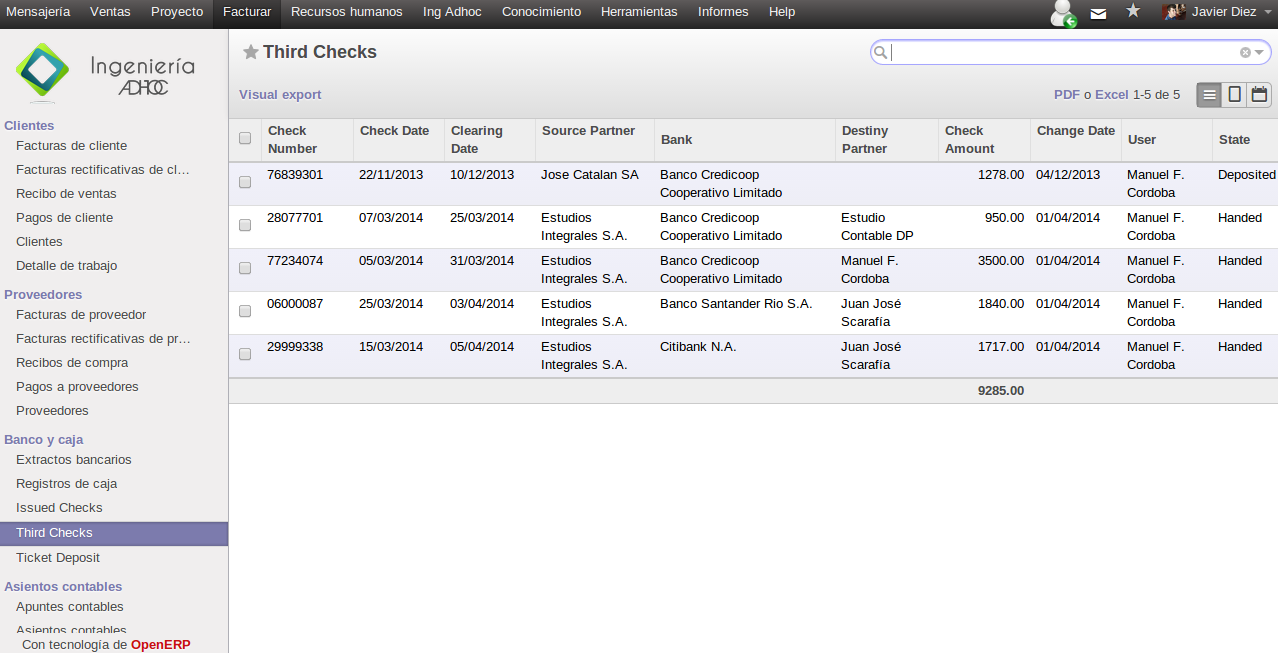 Mensajería Ventas Proyecto Facturar Recursos humanos Ing Adhoc Conocimiento Herramientas Informes Help Javier Diez
Ingeniería
ADHOC
Clientes
Facturas de cliente
Facturas rectificativas de cl...
Recibo de ventas
Pagos de cliente
Clientes
Detalle de trabajo
Proveedores
Facturas de proveedor
Facturas rectificativas de pr...
Recibos de compra
Pagos a proveedores
Proveedores
Banco y caja
Extractos bancarios
Registros de caja
Issued Checks
Third Checks
Ticket Deposit
Asientos contables
Apuntes contables
Asientos contables
Con tecnología de OpenERP
Third Checks
Visual export PDF o Excel 1-5 de 5
Check Check Date Clearing Source Partner Bank Destiny Check Change Date User State
Number Date Partner Amount
76839301 22/11/2013 10/12/2013 Jose Catalan SA Banco Credicoop 1278.00 04/12/2013 Manuel F. Deposited
Cooperativo Limitado Cordoba
28077701 07/03/2014 25/03/2014 Estudios Banco Credicoop Estudio 950.00 01/04/2014 Manuel F. Handed
Integrales S.A. Cooperativo Limitado Contable DP Cordoba
77234074 05/03/2014 31/03/2014 Estudios Banco Credicoop Manuel F. 3500.00 01/04/2014 Manuel F. Handed
Integrales S.A. Cooperativo Limitado Cordoba Cordoba
06000087 25/03/2014 03/04/2014 Estudios Banco Santander Rio S.A. Juan José 1840.00 01/04/2014 Manuel F. Handed
Integrales S.A. Scarafía Cordoba
29999338 15/03/2014 05/04/2014 Estudios Citibank N.A. Juan José 1717.00 01/04/2014 Manuel F. Handed
Integrales S.A. Scarafía Cordoba
9285.00